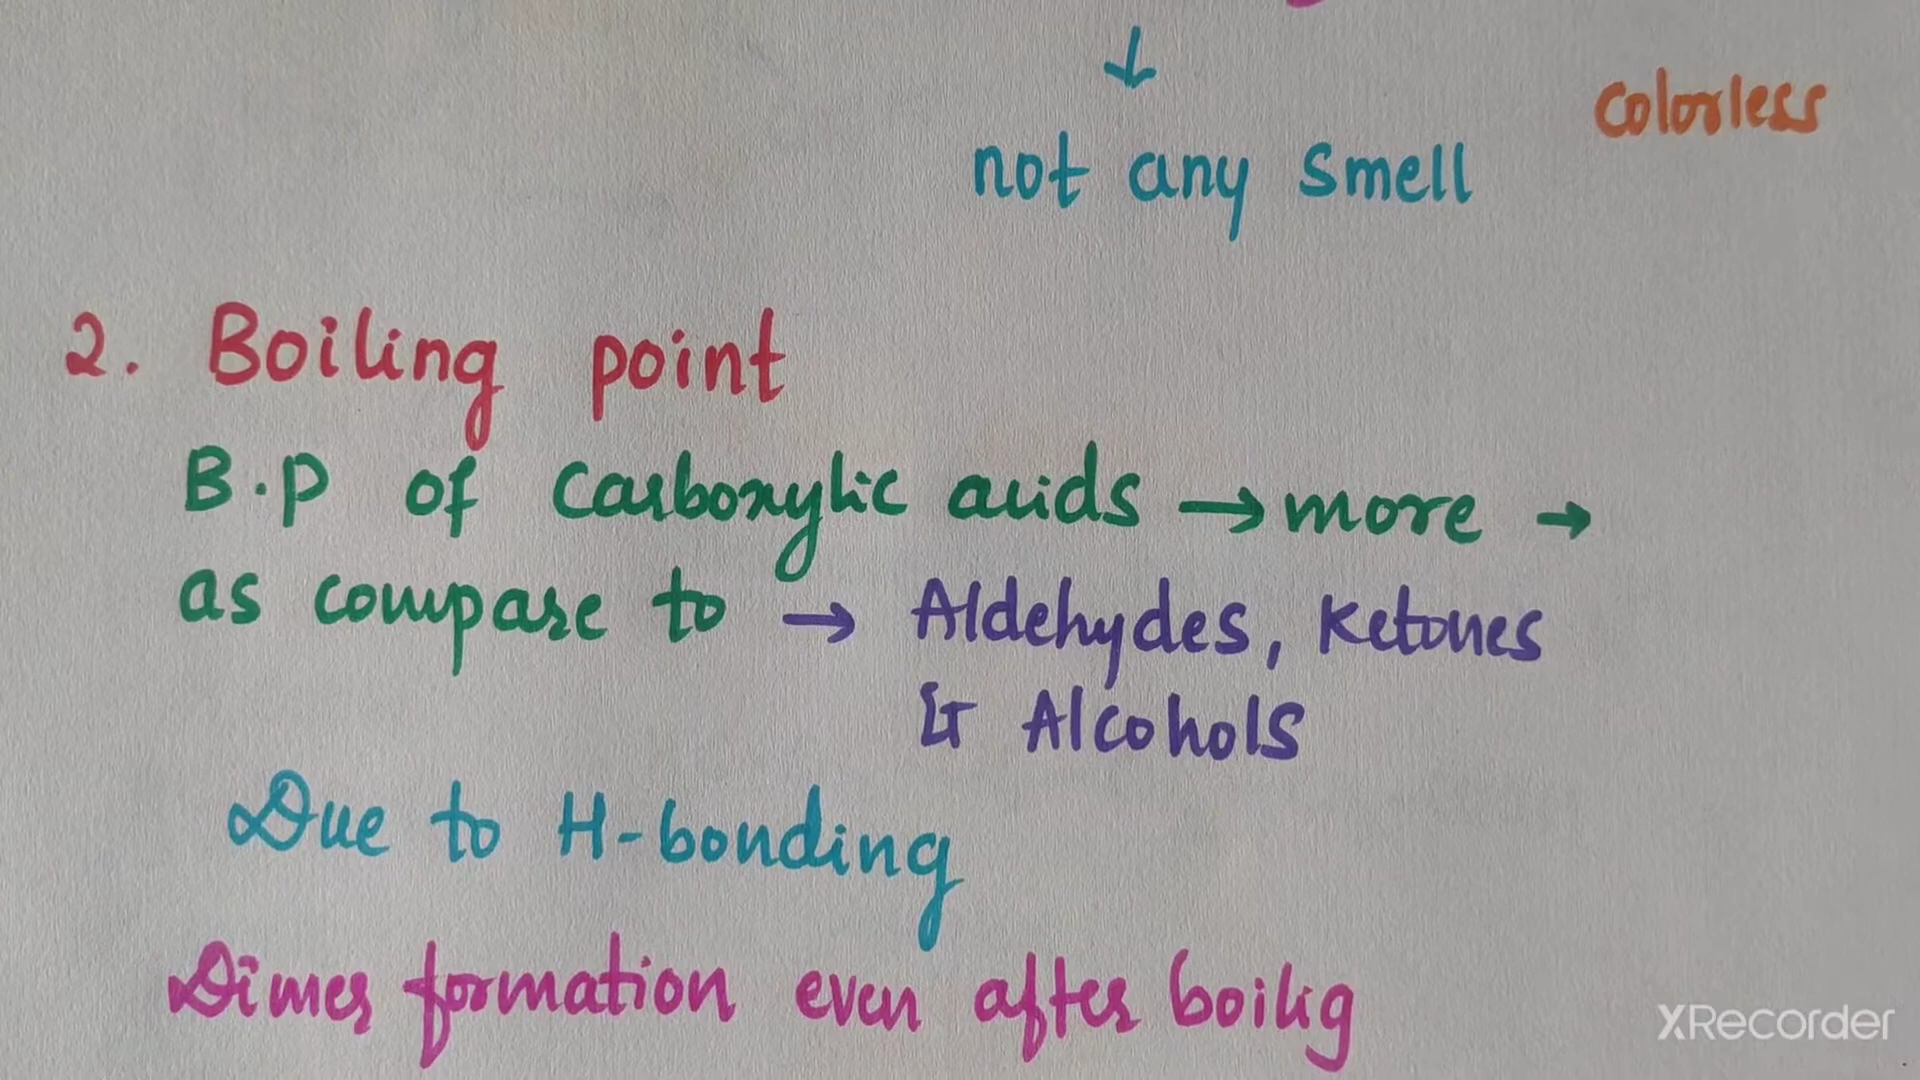 colorless
not any smell
2. Boiling point
B.P of Carboxylic acids → more →
as compare to → Aldehydes, Ketones
& Alcohols
Due to H-bonding
Dimer formation even after boilig
XRecorder